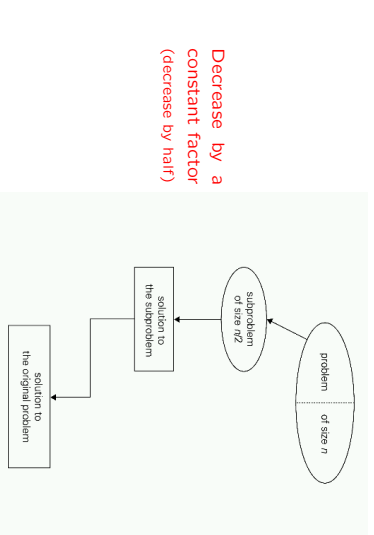 Decrease by a
constant factor
(decrease by half)
problem
of size n
subproblem
of size n/2
solution to
the subproblem
solution to
the original problem